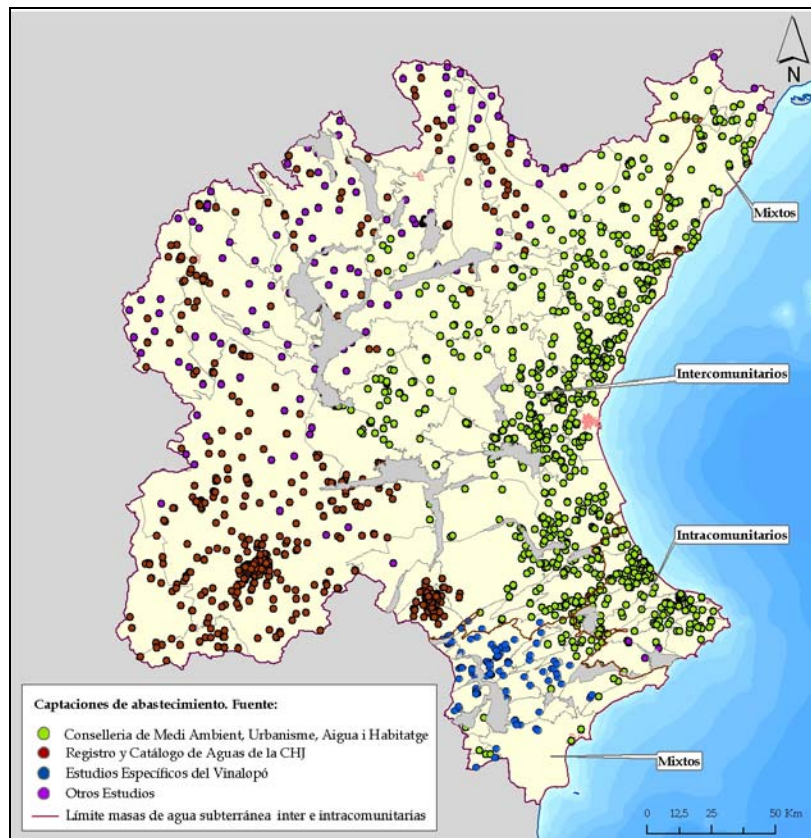 N
Mixtos
Intercomunitarios
Intracomunitarios
Mixtos
Captaciones de abastecimiento. Fuente:
Conselleria de Medi Ambient, Urbanisme, Aigua i Habitatge
Registro y Catálogo de Aguas de la CHJ
Estudios Específicos del Vinalopó
Otros Estudios
Límite masas de agua subterránea inter e intracomunitarias
0 12,5 25 50 Km